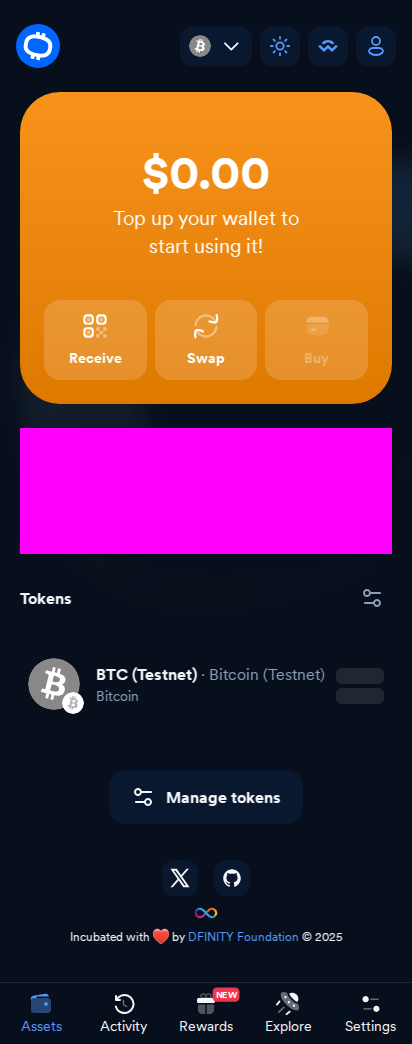 $0.00
Top up your wallet to
start using it!
Receive
Swap
Buy
Tokens
BTC (Testnet) · Bitcoin (Testnet)
Bitcoin
Manage tokens
Incubated with ❤️ by DFINITY Foundation © 2025
NEW
Assets
Activity
Rewards
Explore
Settings